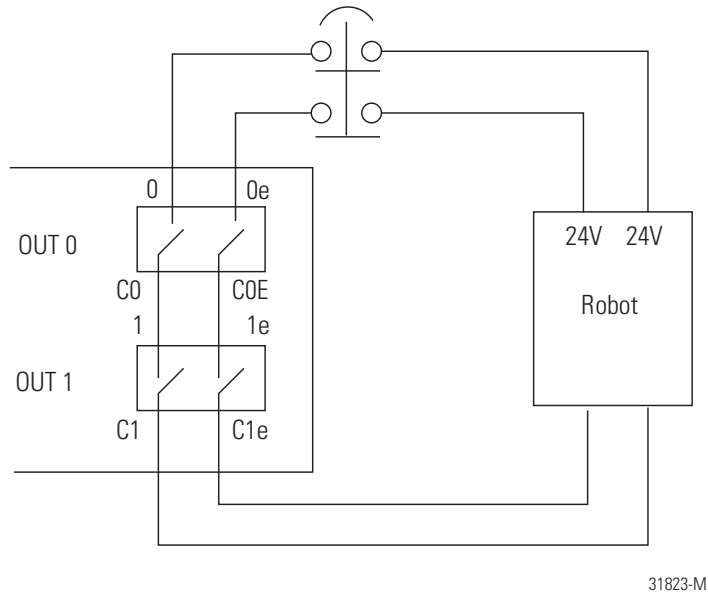 0 0e
OUT 0
24V 24V
Robot
C0 C0E
1 1e
OUT 1
C1 C1e
31823-M